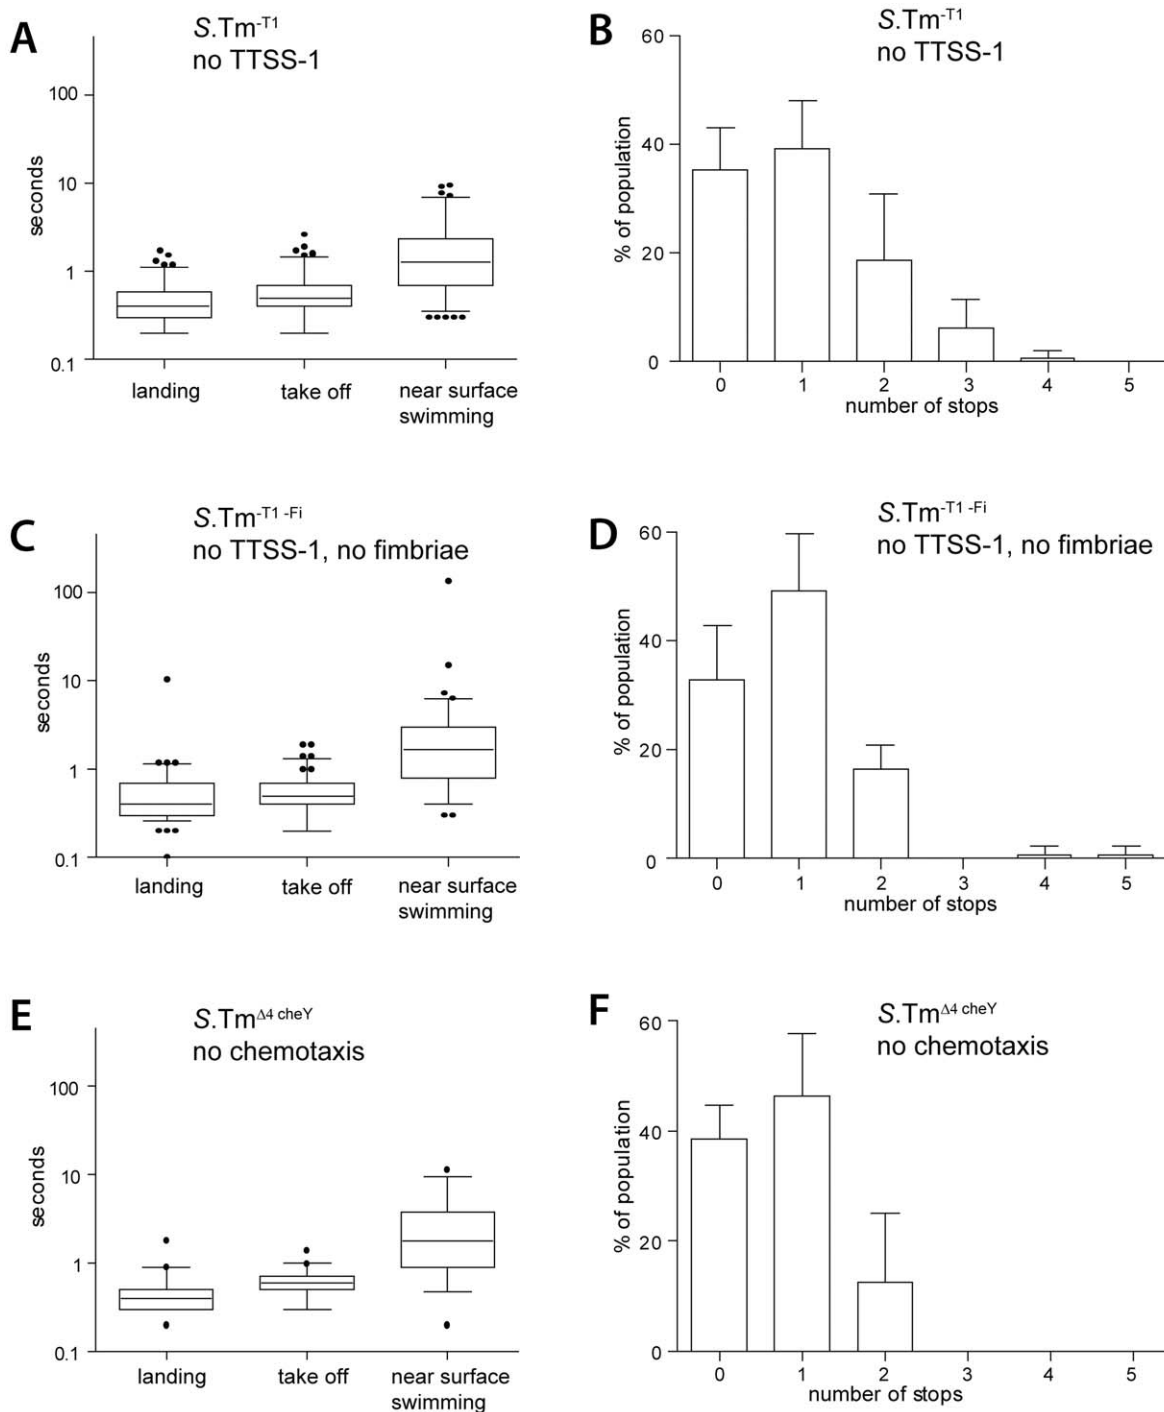 A
S.Tm-T1
no TTSS-1
seconds
100
10
1
0.1
landing
take off
near surface
swimming
B
S.Tm-T1
no TTSS-1
% of population
60
40
20
0
0 1 2 3 4 5
number of stops
C
S.Tm-T1 -Fi
no TTSS-1, no fimbriae
seconds
100
10
1
0.1
landing
take off
near surface
swimming
D
S.Tm-T1 -Fi
no TTSS-1, no fimbriae
% of population
60
40
20
0
0 1 2 3 4 5
number of stops
E
S.TmΔ4 cheY
no chemotaxis
seconds
100
10
1
0.1
landing
take off
near surface
swimming
F
S.TmΔ4 cheY
no chemotaxis
% of population
60
40
20
0
0 1 2 3 4 5
number of stops